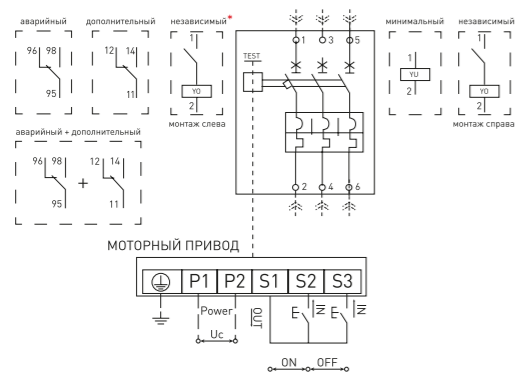 аварийный
дополнительный
независимый*
минимальный
независимый
96 98
95
12 14
11
1
YO
2
монтаж слева
TEST
1 3 5
2 4 6
1
YU
2
1
YO
2
монтаж справа
аварийный + дополнительный
96 98
95
+
12 14
11
МОТОРНЫЙ ПРИВОД
P1 P2 S1 S2 S3
Power
Uc
OUT
IN
IN
ON OFF